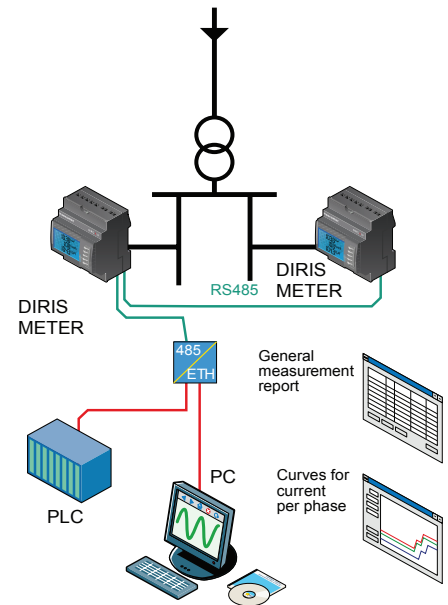 DIRIS
METER
RS485
DIRIS
METER
485
ETH
General
measurement
report
PC
PLC
Curves for
current
per phase